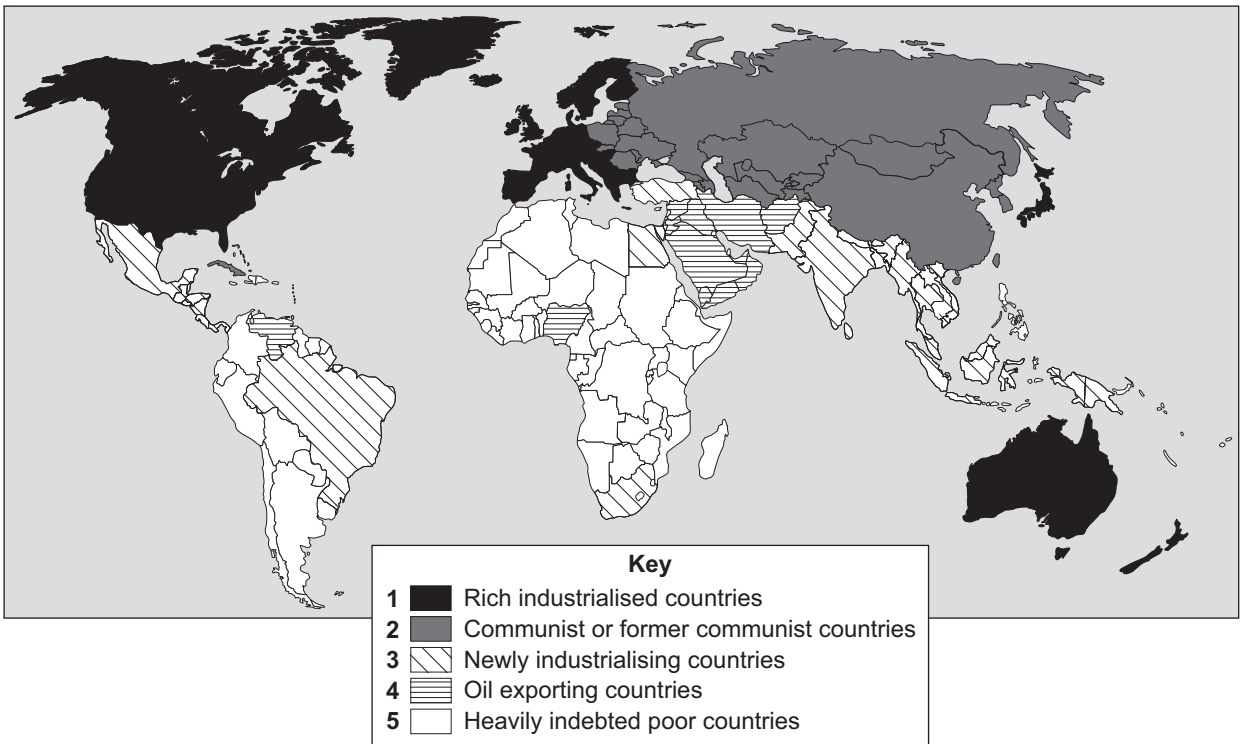 Key
1 Rich industrialised countries
2 Communist or former communist countries
3 Newly industrialising countries
4 Oil exporting countries
5 Heavily indebted poor countries